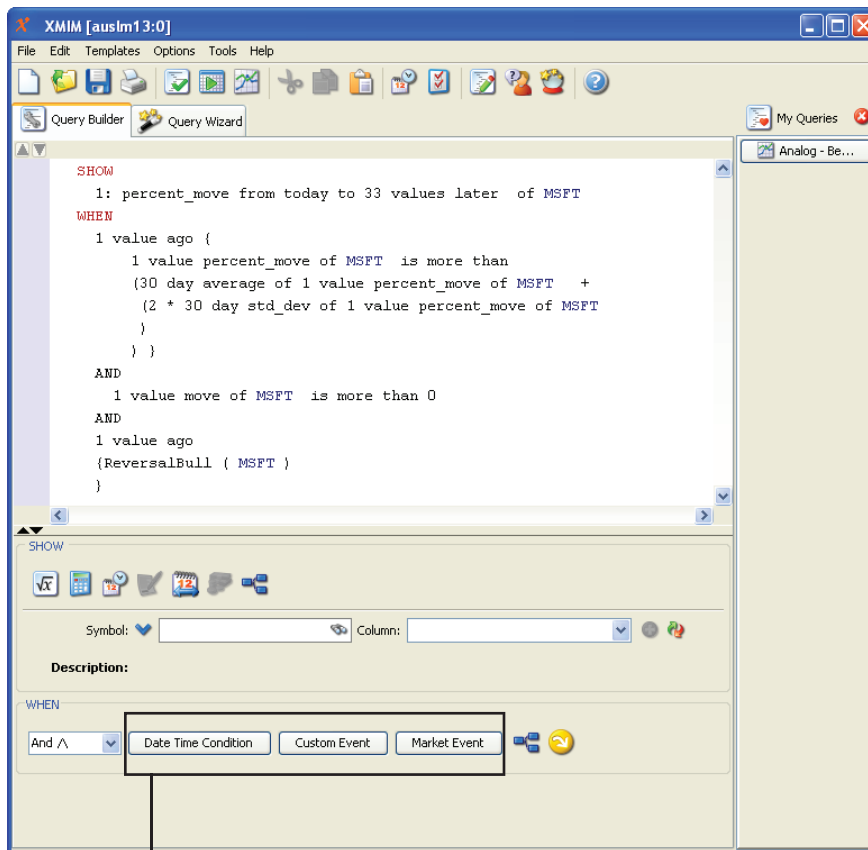 XMIM [auslm13:0]
File Edit Templates Options Tools Help
Query Builder Query Wizard
My Queries
Analog - Be...
SHOW
1: percent_move from today to 33 values later of MSFT
WHEN
1 value ago {
1 value percent_move of MSFT is more than
(30 day average of 1 value percent_move of MSFT +
(2 * 30 day std_dev of 1 value percent_move of MSFT
)
) }
AND
1 value move of MSFT is more than 0
AND
1 value ago
{ReversalBull ( MSFT )
}
SHOW
√x
12
12
Symbol: Column:
Description:
WHEN
And ∧ Date Time Condition Custom Event Market Event